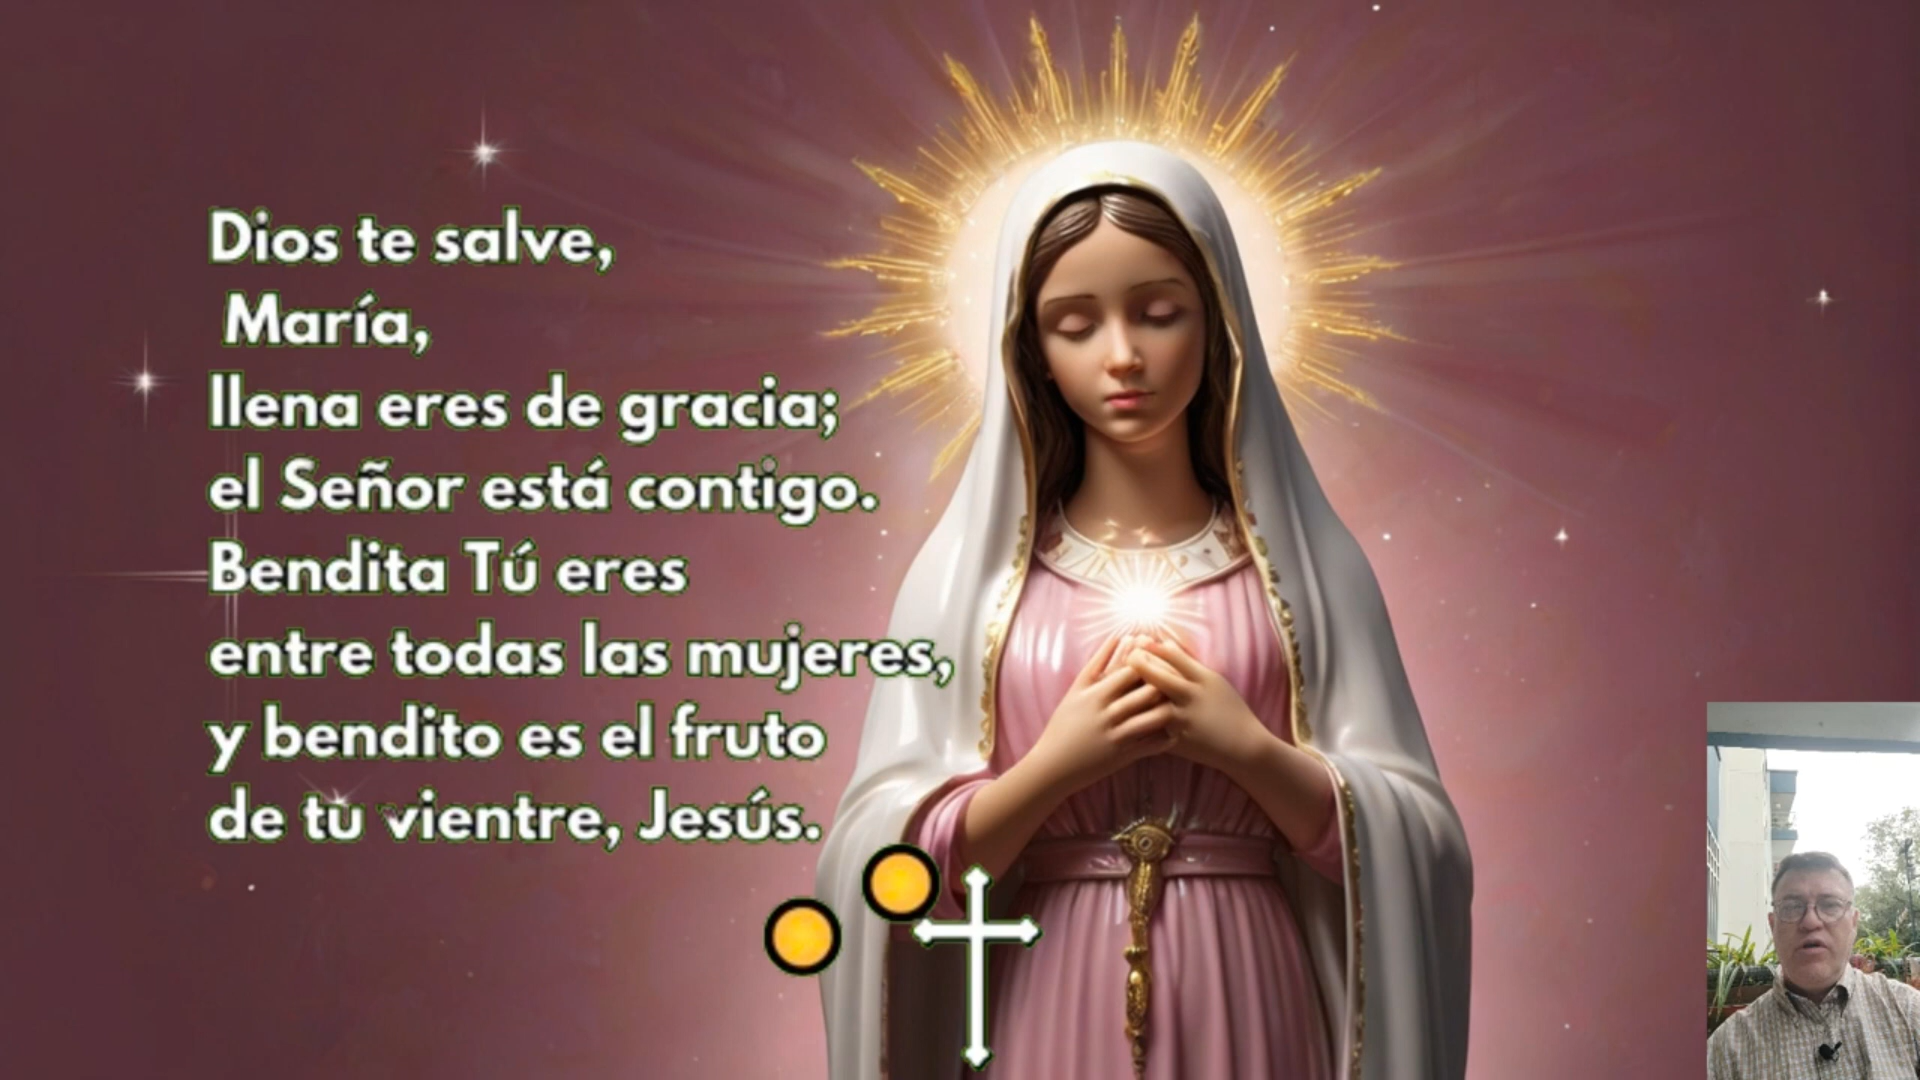 Dios te salve,
María,
llena eres de gracia;
el Señor está contigo.
Bendita Tú eres
entre todas las mujeres,
y bendito es el fruto
de tu vientre, Jesús.